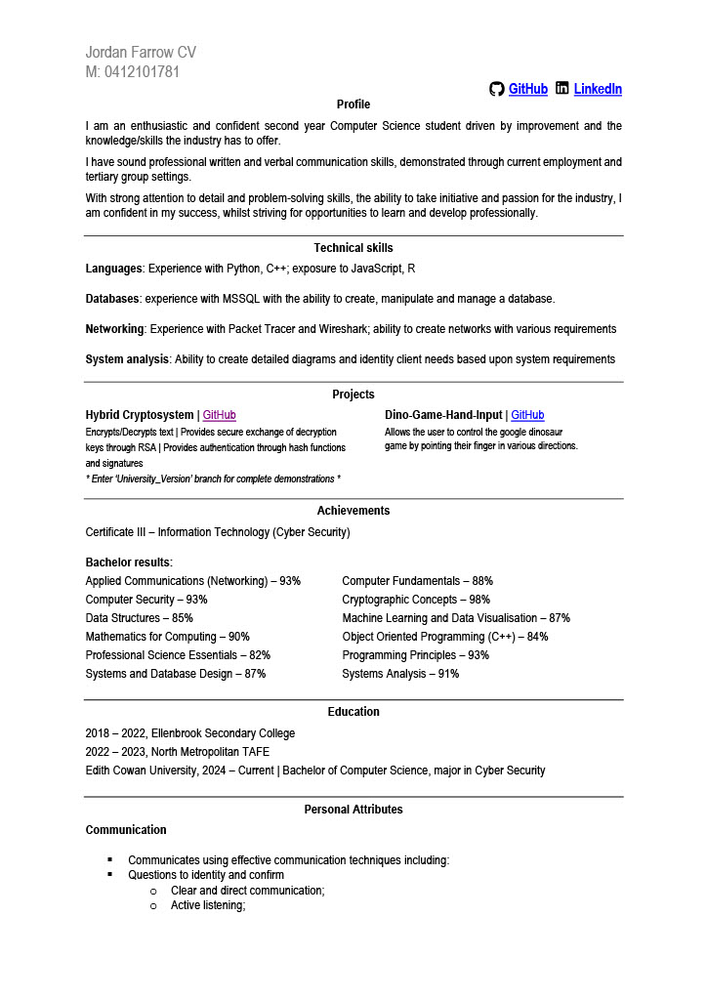 Jordan Farrow CV
M: 0412101781
GitHub LinkedIn
Profile
I am an enthusiastic and confident second year Computer Science student driven by improvement and the
knowledge/skills the industry has to offer.
I have sound professional written and verbal communication skills, demonstrated through current employment and
tertiary group settings.
With strong attention to detail and problem-solving skills, the ability to take initiative and passion for the industry, I
am confident in my success, whilst striving for opportunities to learn and develop professionally.
Technical skills
Languages: Experience with Python, C++; exposure to JavaScript, R
Databases: experience with MSSQL with the ability to create, manipulate and manage a database.
Networking: Experience with Packet Tracer and Wireshark; ability to create networks with various requirements
System analysis: Ability to create detailed diagrams and identity client needs based upon system requirements
Projects
Hybrid Cryptosystem | GitHub
Encrypts/Decrypts text | Provides secure exchange of decryption
keys through RSA | Provides authentication through hash functions
and signatures
* Enter ‘University_Version’ branch for complete demonstrations *
Dino-Game-Hand-Input | GitHub
Allows the user to control the google dinosaur
game by pointing their finger in various directions.
Achievements
Certificate III – Information Technology (Cyber Security)
Bachelor results:
Applied Communications (Networking) – 93%
Computer Security – 93%
Data Structures – 85%
Mathematics for Computing – 90%
Professional Science Essentials – 82%
Systems and Database Design – 87%
Computer Fundamentals – 88%
Cryptographic Concepts – 98%
Machine Learning and Data Visualisation – 87%
Object Oriented Programming (C++) – 84%
Programming Principles – 93%
Systems Analysis – 91%
Education
2018 – 2022, Ellenbrook Secondary College
2022 – 2023, North Metropolitan TAFE
Edith Cowan University, 2024 – Current | Bachelor of Computer Science, major in Cyber Security
Personal Attributes
Communication
▪ Communicates using effective communication techniques including:
▪ Questions to identity and confirm
o Clear and direct communication;
o Active listening;